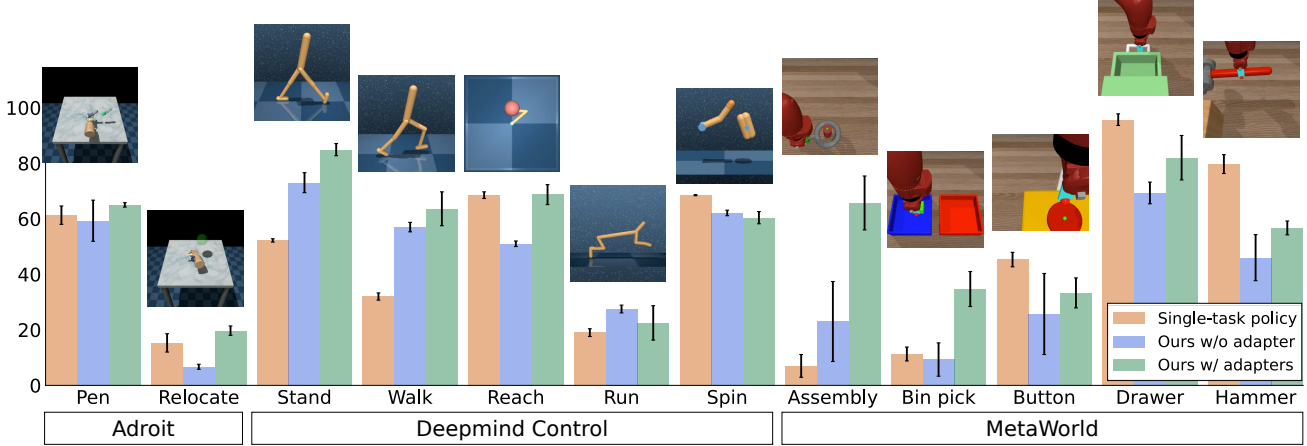 100
80
60
40
20
0
Pen Relocate Stand Walk Reach Run Spin Assembly Bin pick Button Drawer Hammer
Adroit Deepmind Control MetaWorld
Single-task policy
Ours w/o adapter
Ours w/ adapters